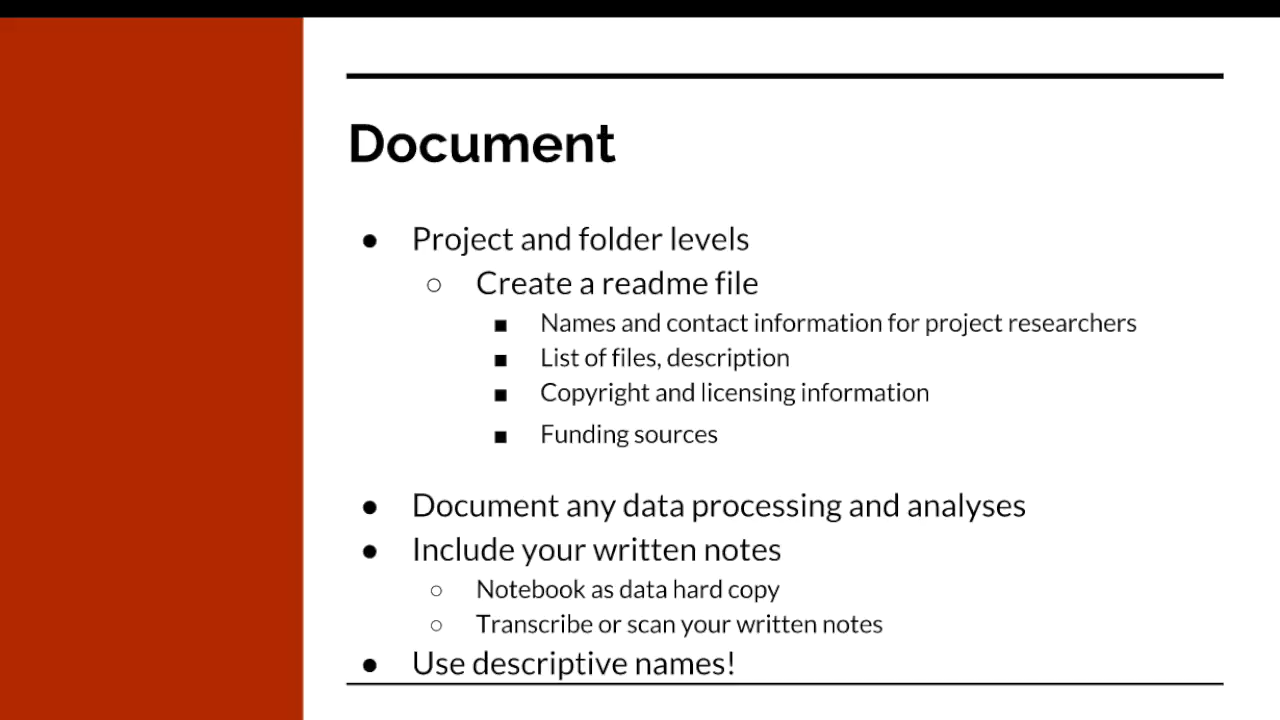 Document
● Project and folder levels
○ Create a readme file
■ Names and contact information for project researchers
■ List of files, description
■ Copyright and licensing information
■ Funding sources
● Document any data processing and analyses
● Include your written notes
○ Notebook as data hard copy
○ Transcribe or scan your written notes
● Use descriptive names!